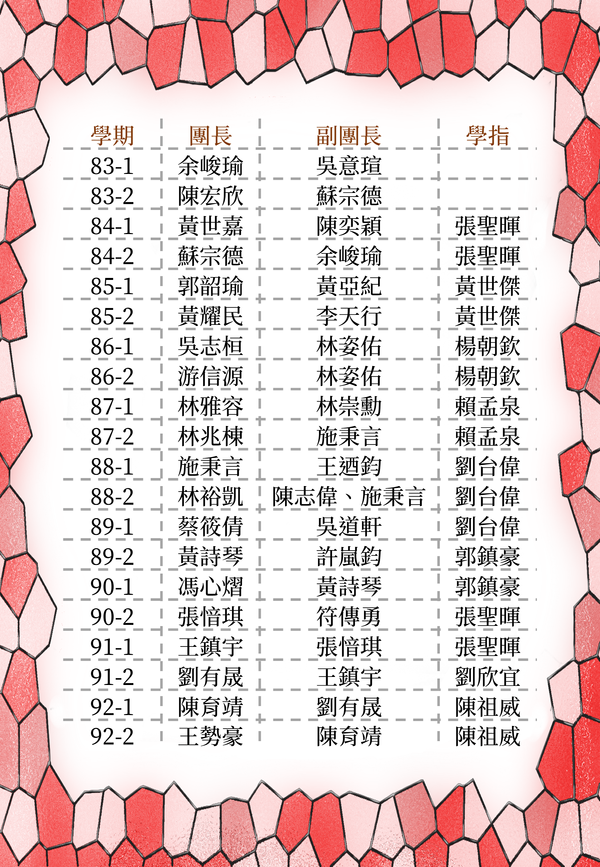 學期 團長 副團長 學指
83-1 余峻瑜 吳意瑄
83-2 陳宏欣 蘇宗德
84-1 黃世嘉 陳奕穎 張聖暉
84-2 蘇宗德 余峻瑜 張聖暉
85-1 郭韶瑜 黃亞紀 黃世傑
85-2 黃耀民 李天行 黃世傑
86-1 吳志桓 林姿佑 楊朝欽
86-2 游信源 林姿佑 楊朝欽
87-1 林雅容 林崇勳 賴孟泉
87-2 林兆棟 施秉言 賴孟泉
88-1 施秉言 王迺鈞 劉台偉
88-2 林裕凱 陳志偉、施秉言 劉台偉
89-1 蔡筱倩 吳道軒 劉台偉
89-2 黃詩琴 許嵐鈞 郭鎮豪
90-1 馮心熠 黃詩琴 郭鎮豪
90-2 張愔琪 符傳勇 張聖暉
91-1 王鎮宇 張愔琪 張聖暉
91-2 劉有晟 王鎮宇 劉欣宜
92-1 陳育靖 劉有晟 陳祖威
92-2 王勢豪 陳育靖 陳祖威